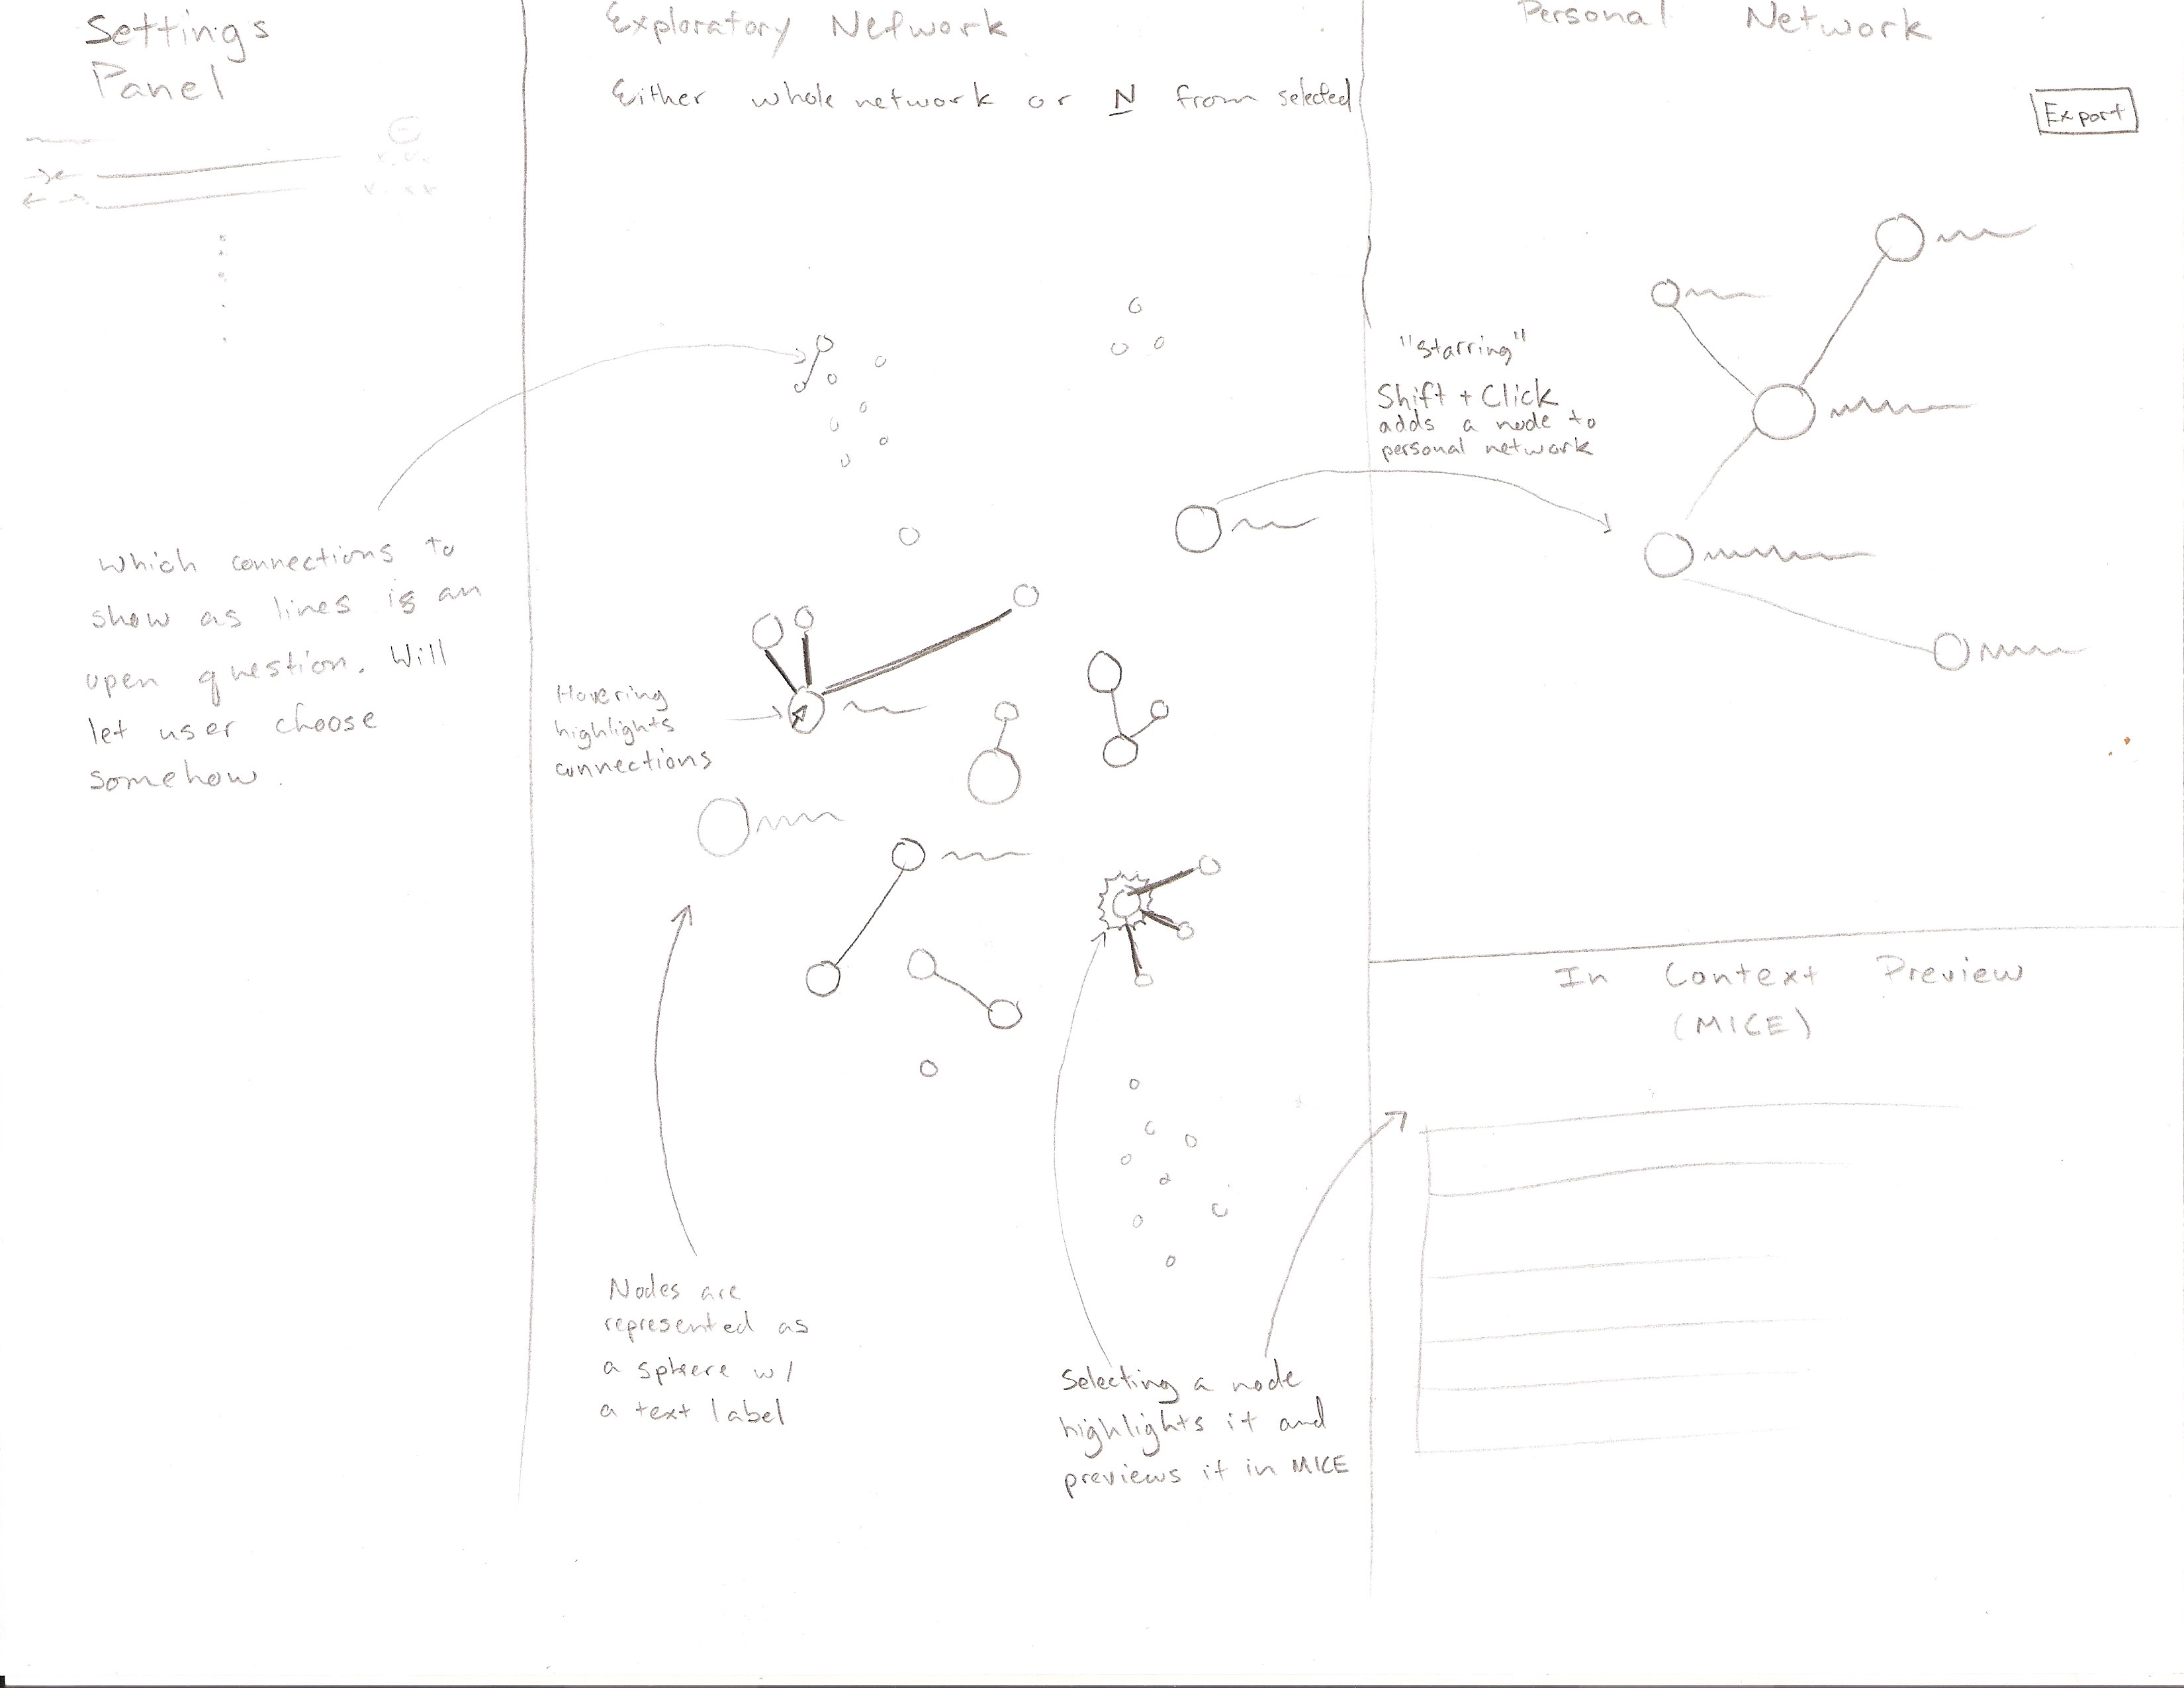 Settings
Panel
Which connections to
show as lines is an
open question. Will
let user choose
somehow.
Exploratory Network
Either whole network or N from selected
Hovering
highlights
connections
Nodes are
represented as
a sphere w/
a text label
Selecting a node
highlights it and
previews it in MICE
Personal Network
Export
"starring"
Shift + Click
adds a node to
personal network
In Context Preview
(MICE)